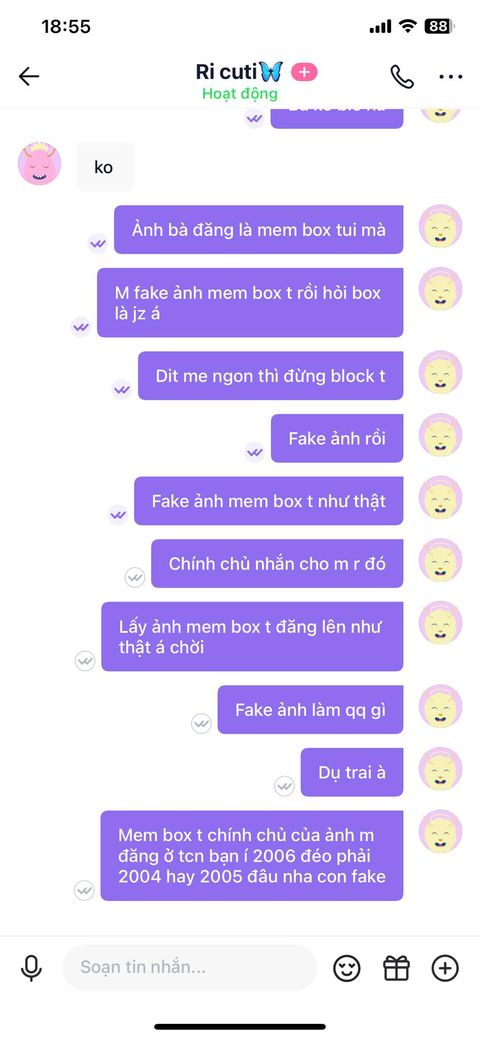 18:55
88
Ri cuti🦋
Hoạt động
ko
Ảnh bà đăng là mem box tui mà
M fake ảnh mem box t rồi hỏi box
là jz á
Dit me ngon thì đừng block t
Fake ảnh rồi
Fake ảnh mem box t như thật
Chính chủ nhắn cho m r đó
Lấy ảnh mem box t đăng lên như
thật á chời
Fake ảnh làm qq gì
Dụ trai à
Mem box t chính chủ của ảnh m
đăng ở tcn bạn í 2006 đéo phải
2004 hay 2005 đâu nha con fake
Soạn tin nhắn...